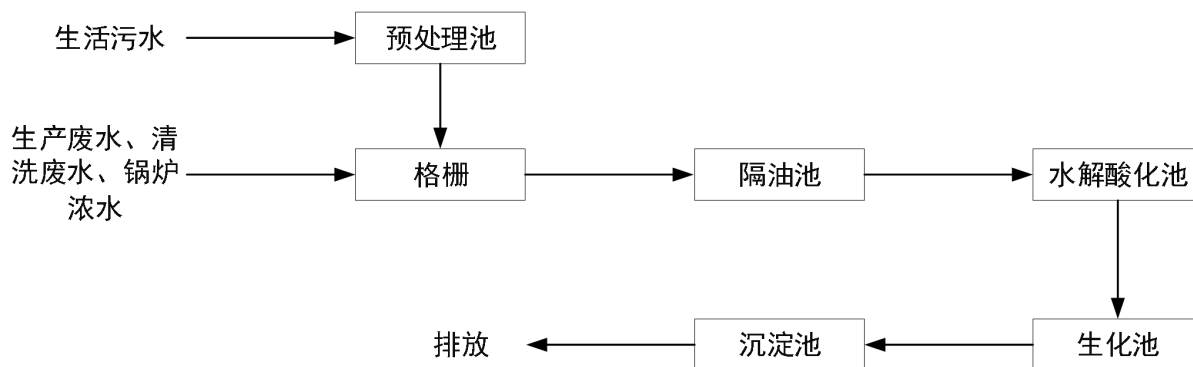 生活污水
预处理池
生产废水、清
洗废水、锅炉
浓水
格栅
隔油池
水解酸化池
排放
沉淀池
生化池